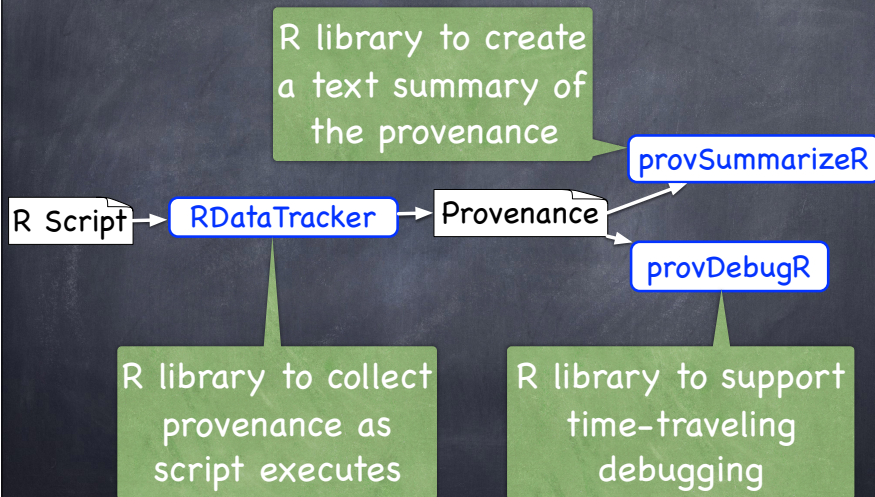 R library to create
a text summary of
the provenance
provSummarizeR
R Script
RDataTracker
Provenance
provDebugR
R library to collect
provenance as
script executes
R library to support
time-traveling
debugging